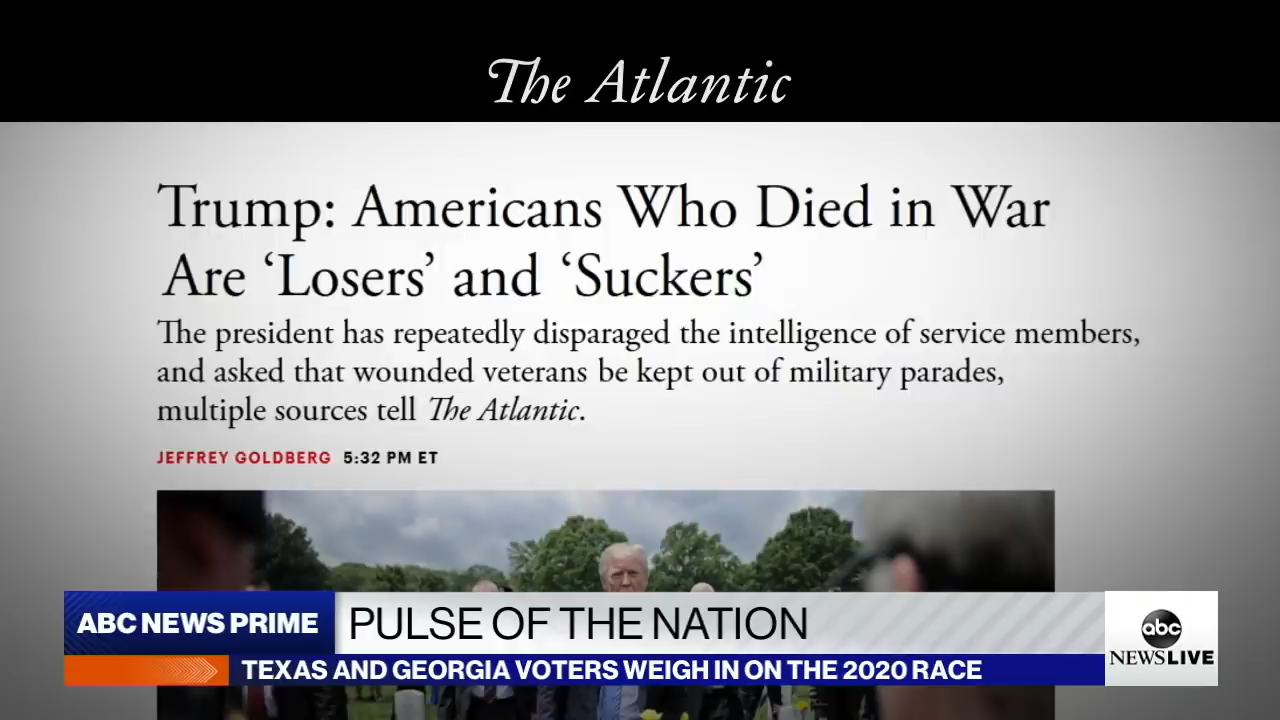 The Atlantic
Trump: Americans Who Died in War
Are ‘Losers’ and ‘Suckers’
The president has repeatedly disparaged the intelligence of service members,
and asked that wounded veterans be kept out of military parades,
multiple sources tell The Atlantic.
JEFFREY GOLDBERG 5:32 PM ET
ABC NEWS PRIME
PULSE OF THE NATION
TEXAS AND GEORGIA VOTERS WEIGH IN ON THE 2020 RACE
abc
NEWSLIVE